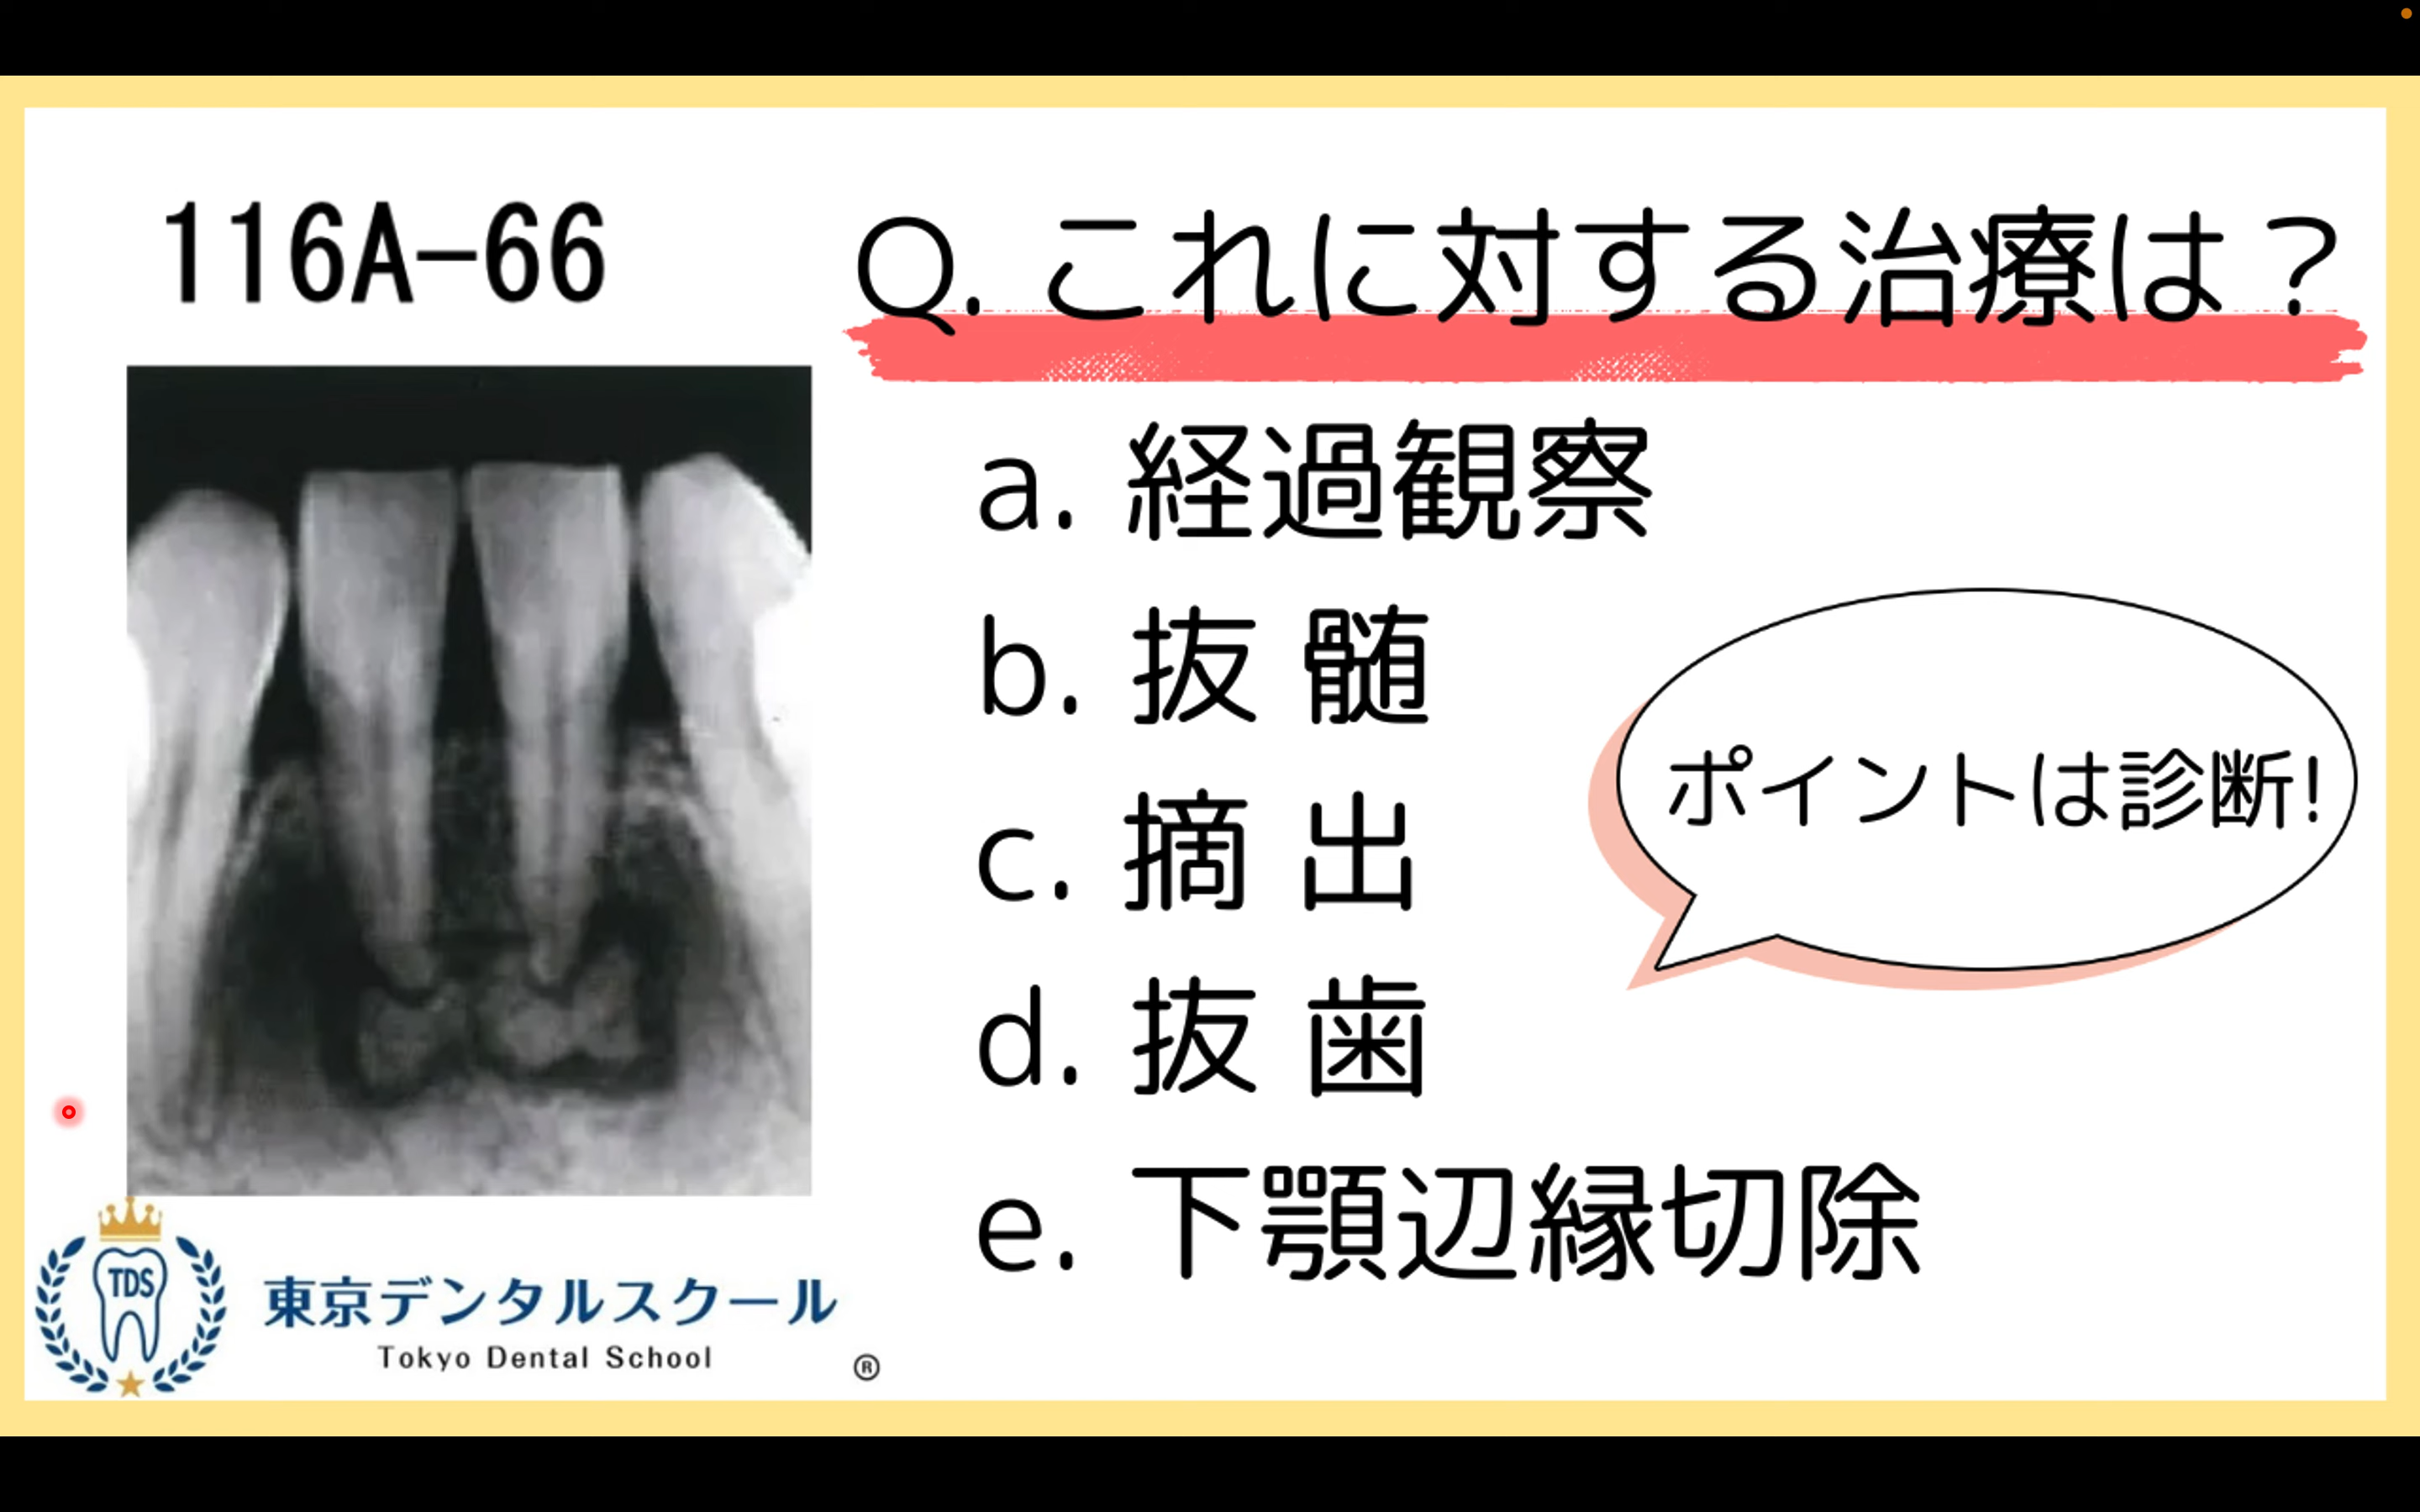 116A-66
Q. これに対する治療は？
a. 経過観察
b. 抜 髄
c. 摘 出
d. 抜 歯
e. 下顎辺縁切除
ポイントは診断!
TDS
東京デンタルスクール
Tokyo Dental School
®